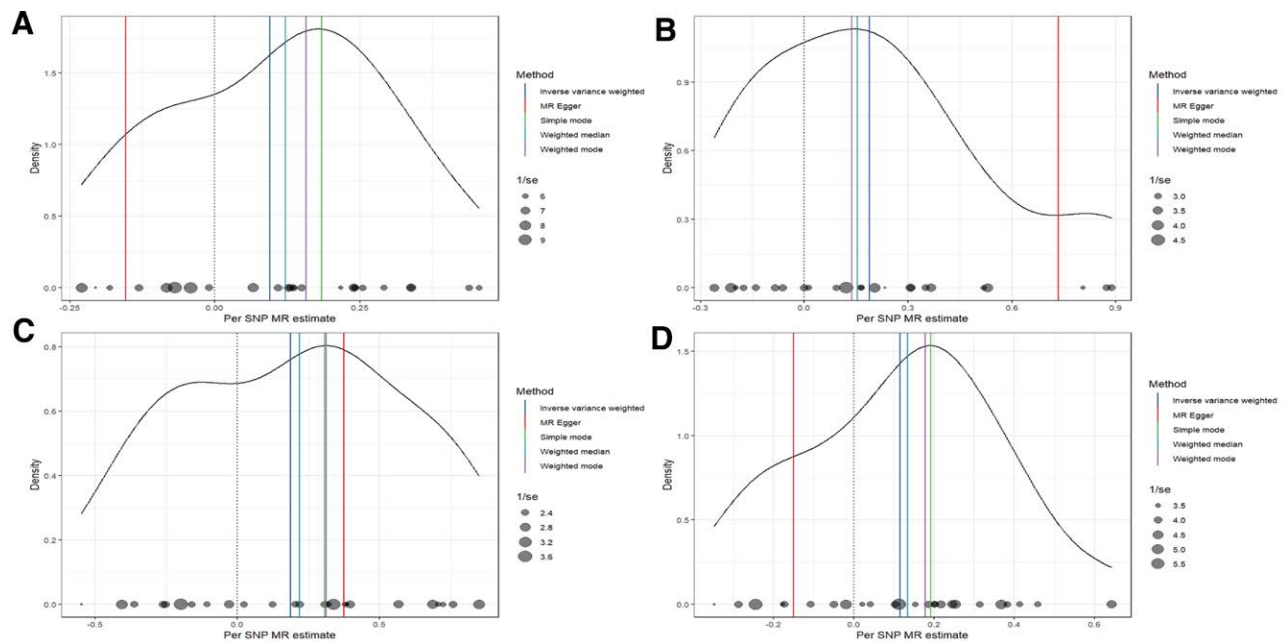 A
Density
1.5
1.0
0.5
0.0
-0.25
0.00
0.25
Per SNP MR estimate
Method
Inverse variance weighted
MR Egger
Simple mode
Weighted median
Weighted mode
1/se
6
7
8
9
B
Density
0.9
0.6
0.3
0.0
-0.3
0.0
0.3
0.6
0.9
Per SNP MR estimate
Method
Inverse variance weighted
MR Egger
Simple mode
Weighted median
Weighted mode
1/se
3.0
3.5
4.0
4.5
C
Density
0.8
0.6
0.4
0.2
0.0
-0.5
0.0
0.5
Per SNP MR estimate
Method
Inverse variance weighted
MR Egger
Simple mode
Weighted median
Weighted mode
1/se
2.4
2.8
3.2
3.6
D
Density
1.5
1.0
0.5
0.0
-0.2
0.0
0.2
0.4
0.6
Per SNP MR estimate
Method
Inverse variance weighted
MR Egger
Simple mode
Weighted median
Weighted mode
1/se
3.5
4.0
4.5
5.0
5.5